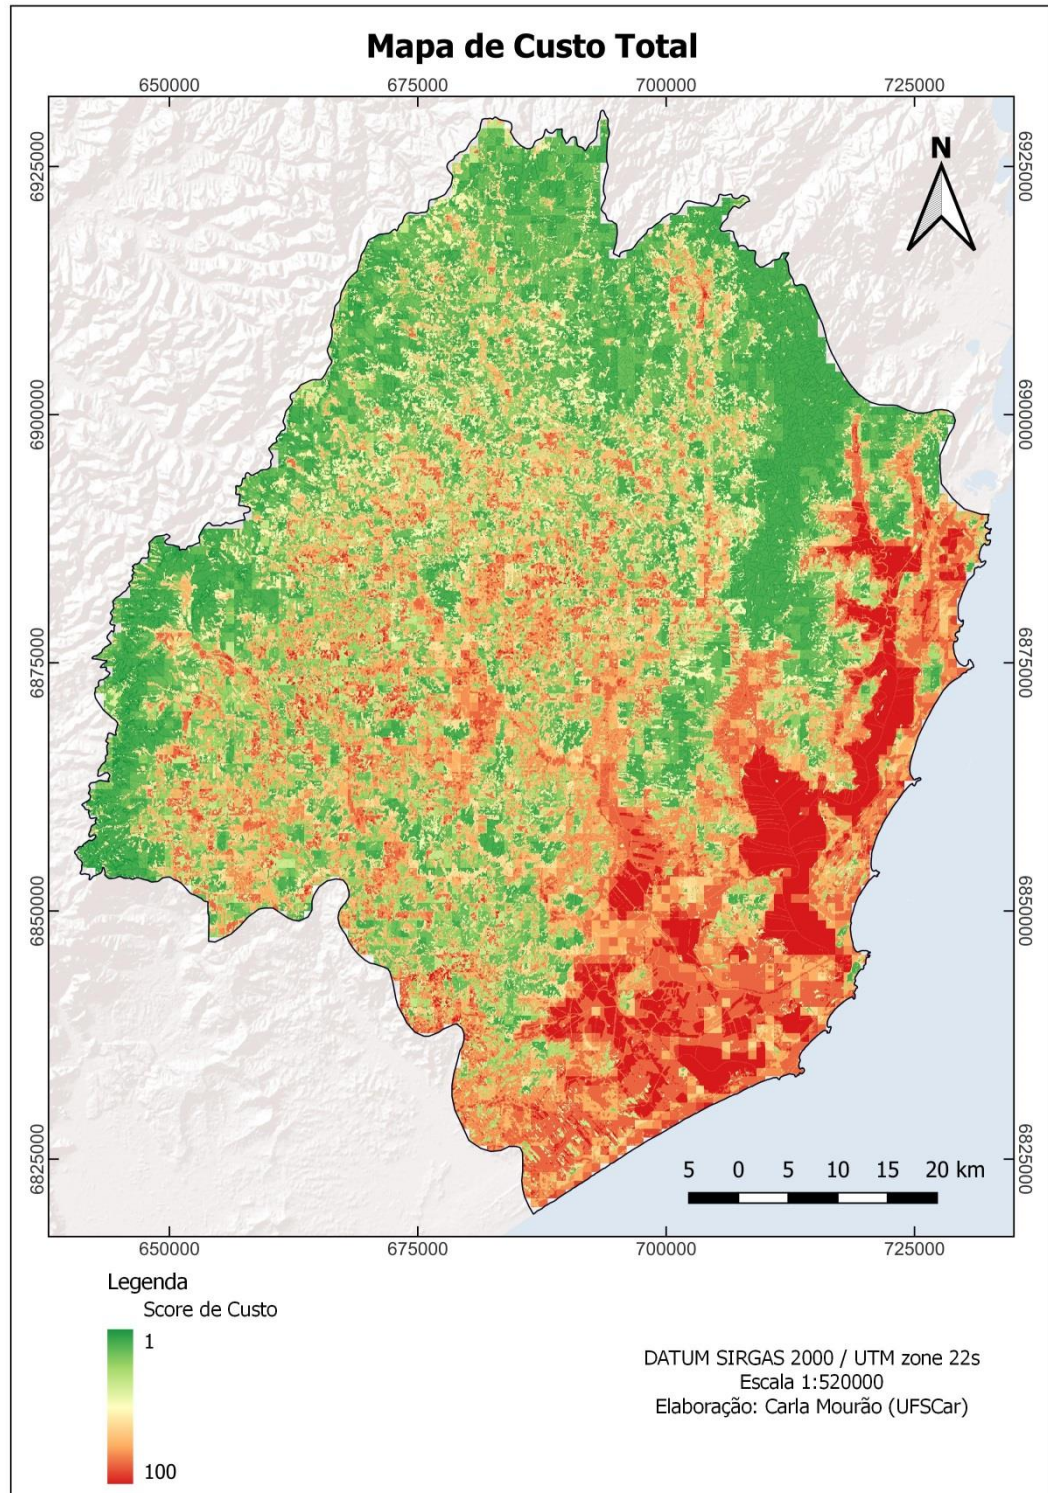 Mapa de Custo Total
650000 675000 700000 725000
6925000 6925000
N
6900000 6900000
6875000 6875000
6850000 6850000
6825000 6825000
5 0 5 10 15 20 km
650000 675000 700000 725000
Legenda
Score de Custo
1
100
DATUM SIRGAS 2000 / UTM zone 22s
Escala 1:520000
Elaboração: Carla Mourão (UFSCar)